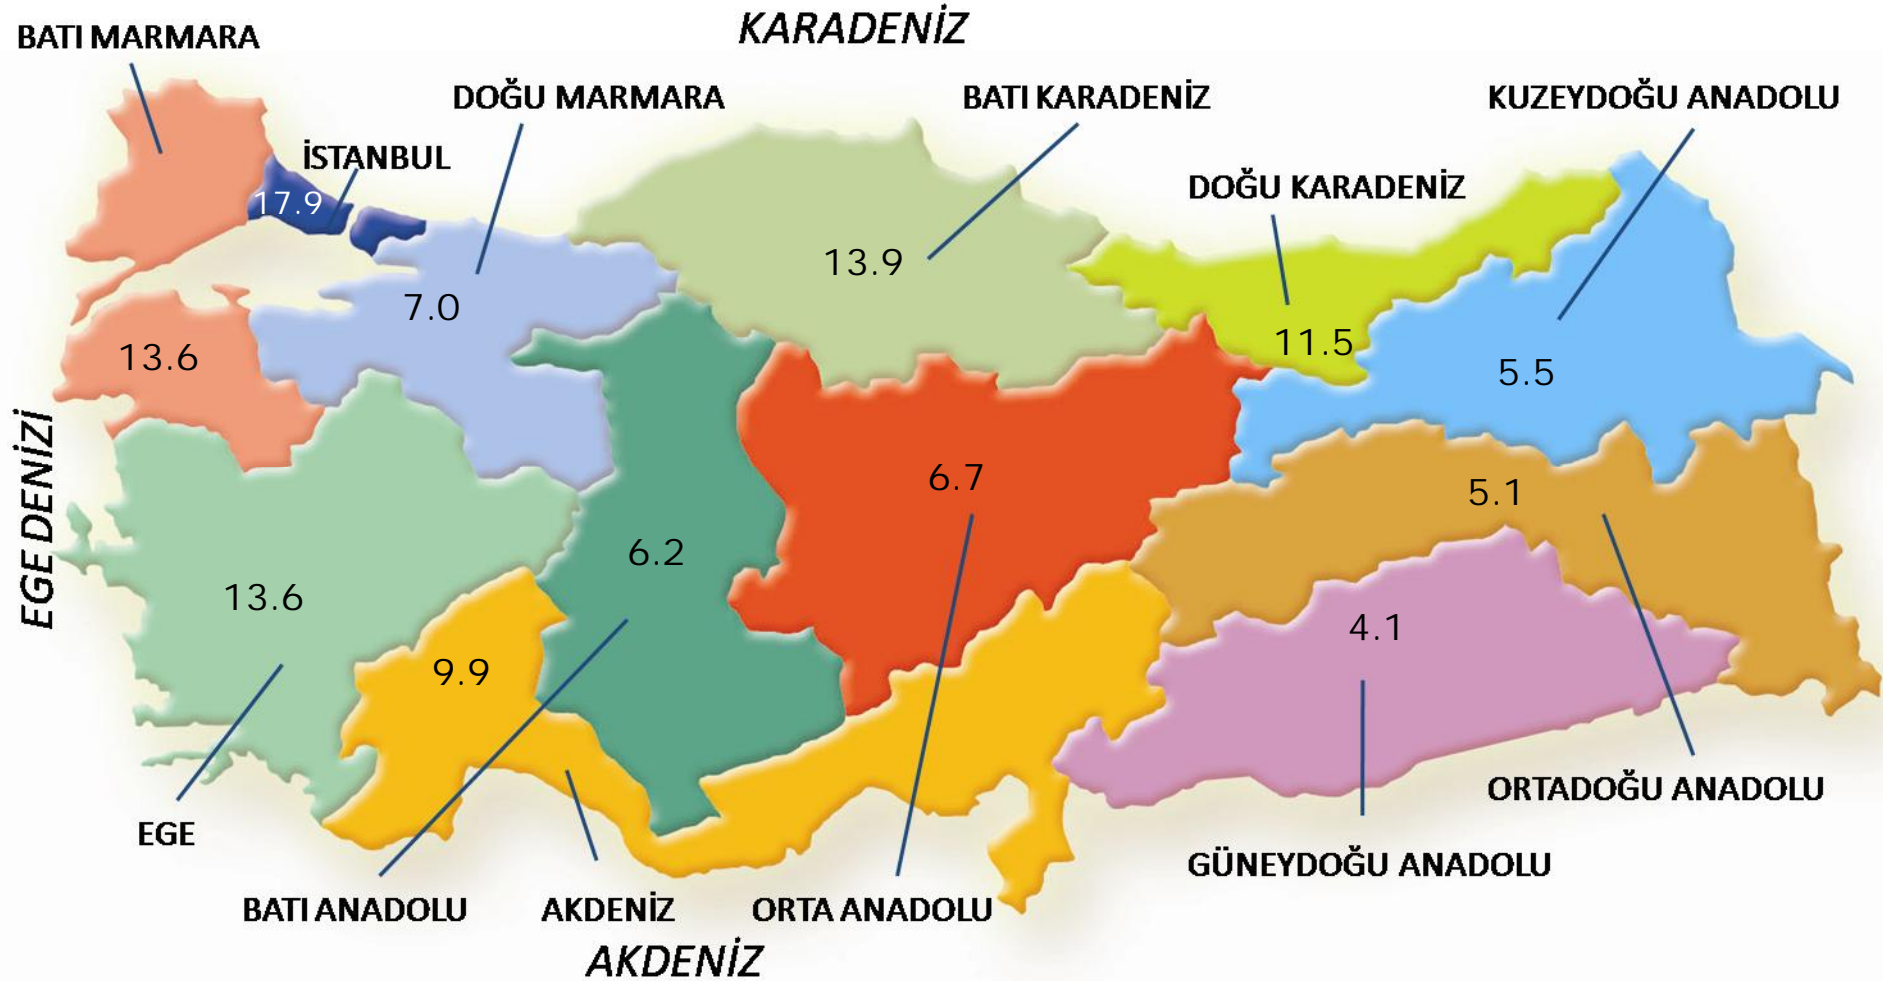 KARADENİZ
BATI MARMARA
DOĞU MARMARA
BATI KARADENİZ
KUZEYDOĞU ANADOLU
İSTANBUL
DOĞU KARADENİZ
17.9
13.9
7.0
11.5
13.6
5.5
EGE DENİZİ
6.7
5.1
6.2
13.6
4.1
9.9
ORTADOĞU ANADOLU
EGE
GÜNEYDOĞU ANADOLU
BATI ANADOLU
AKDENİZ
ORTA ANADOLU
AKDENİZ